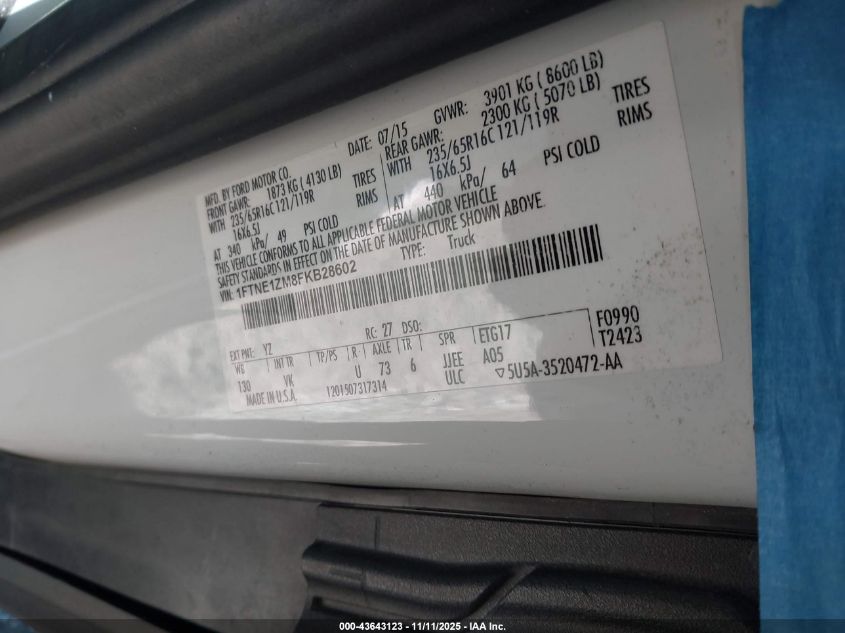 MFD. BY FORD MOTOR CO.
DATE: 07/15 GVWR: 3901 KG ( 8600 LB)
FRONT GAWR: 1873 KG ( 4130 LB)
REAR GAWR: 2300 KG ( 5070 LB)
WITH 235/65R16C 121/119R TIRES
WITH 235/65R16C 121/119R TIRES
16X6.5J RIMS
16X6.5J RIMS
AT 340 kPa/ 49 PSI COLD
AT 440 kPa/ 64 PSI COLD
THIS VEHICLE CONFORMS TO ALL APPLICABLE FEDERAL MOTOR VEHICLE
SAFETY STANDARDS IN EFFECT ON THE DATE OF MANUFACTURE SHOWN ABOVE.
VIN: 1FTNE1ZM8FKB28602
TYPE: Truck
EXT PNT: YZ RC: 27 DSO:
WB INT TR TP/PS R AXLE TR SPR ETG17 F0990
130 VK U 73 6 JJEE A05 T2423
MADE IN U.S.A. 1201507317314 ULC ▽5U5A-3520472-AA
000-43643123 - 11/11/2025 - IAA Inc.